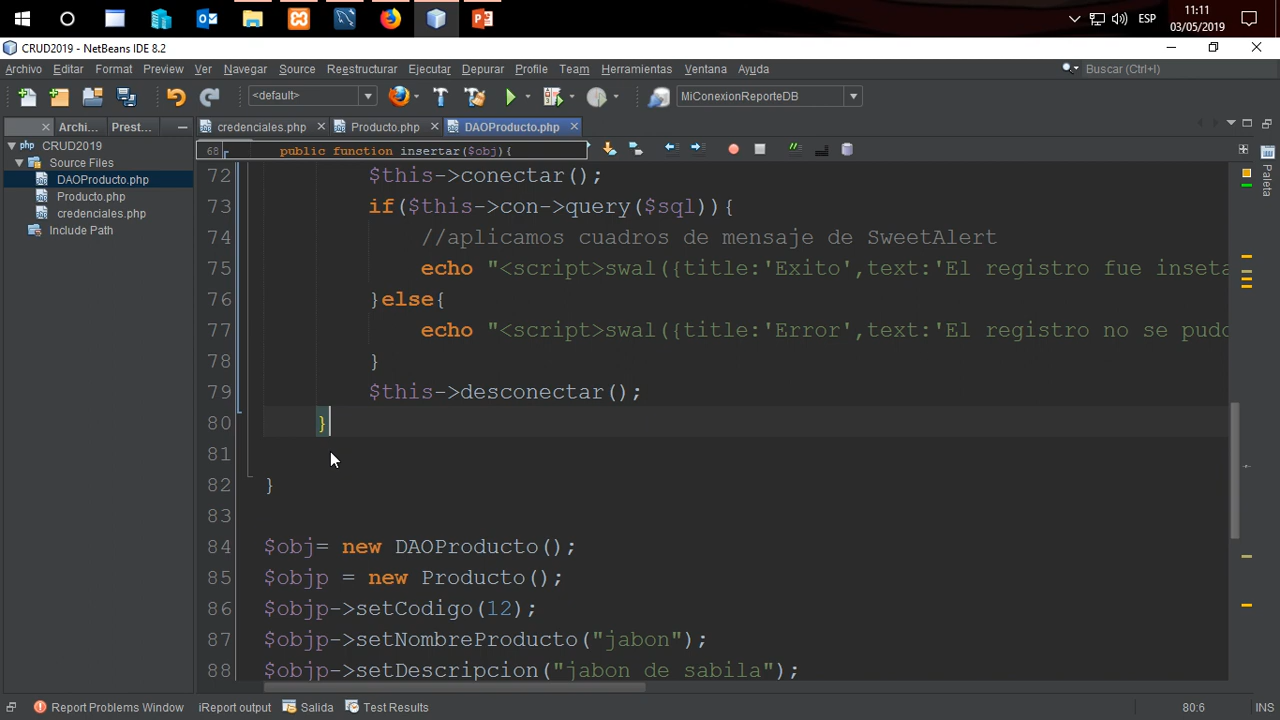 11:11
ESP
03/05/2019
CRUD2019 - NetBeans IDE 8.2
Archivo Editar Format Preview Ver Navegar Source Reestructurar Ejecutar Depurar Profile Team Herramientas Ventana Ayuda
Buscar (Ctrl+I)
<default>
MiConexionReporteDB
Archi... Prest...
credenciales.php Producto.php DAOProducto.php
CRUD2019
Source Files
DAOProducto.php
Producto.php
credenciales.php
Include Path
68 public function insertar($obj){
72 $this->conectar();
73 if($this->con->query($sql)){
74 //aplicamos cuadros de mensaje de SweetAlert
75 echo "<script>swal({title:'Exito',text:'El registro fue inseta
76 }else{
77 echo "<script>swal({title:'Error',text:'El registro no se pudo
78 }
79 $this->desconectar();
80 }
81
82 }
83
84 $obj= new DAOProducto();
85 $objp = new Producto();
86 $objp->setCodigo(12);
87 $objp->setNombreProducto("jabon");
88 $objp->setDescripcion("jabon de sabila");
Paleta
Report Problems Window iReport output Salida Test Results
80:6 INS